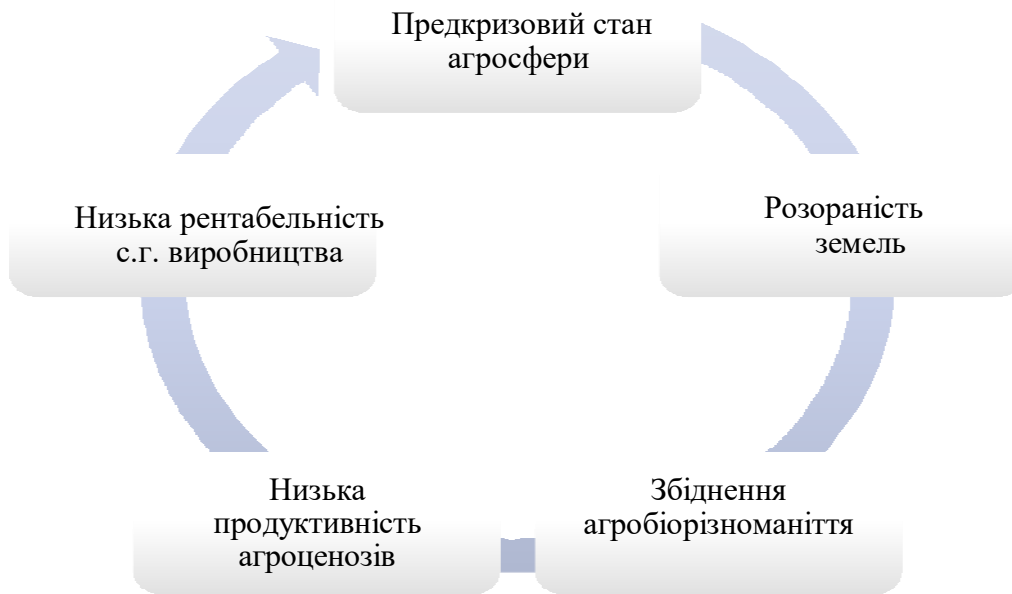 Предкризовий стан
агросфери
Розораність
земель
Збіднення
агробіорізноманіття
Низька
продуктивність
агроценозів
Низька рентабельність
с.г. виробництва